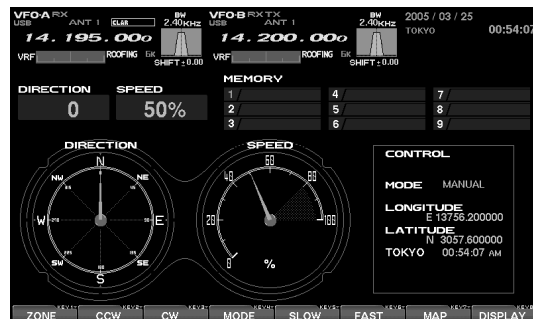 VFO-A RX VFO-B RX TX BW 2005 / 03 / 25
USB ANT 1 CLAR BW 2.40KHz USB ANT 1 2.40KHz TOKYO 00:54:07
14. 195. 00o 14. 200. 00o
VRF ROOFING 6K SHIFT ± 0.00 VRF ROOFING 6K SHIFT ± 0.00
MEMORY
DIRECTION SPEED 1 / 4 / 7 /
0 50% 2 / 5 / 8 /
3 / 6 / 9 /
DIRECTION SPEED
N
NW NE
W E
SW SE
S
0 20 40 60 80 100
%
CONTROL
MODE MANUAL
LONGITUDE
E 13756.200000
LATITUDE
N 3057.600000
TOKYO 00:54:07 AM
ZONE CCW CW MODE SLOW FAST MAP DISPLAY